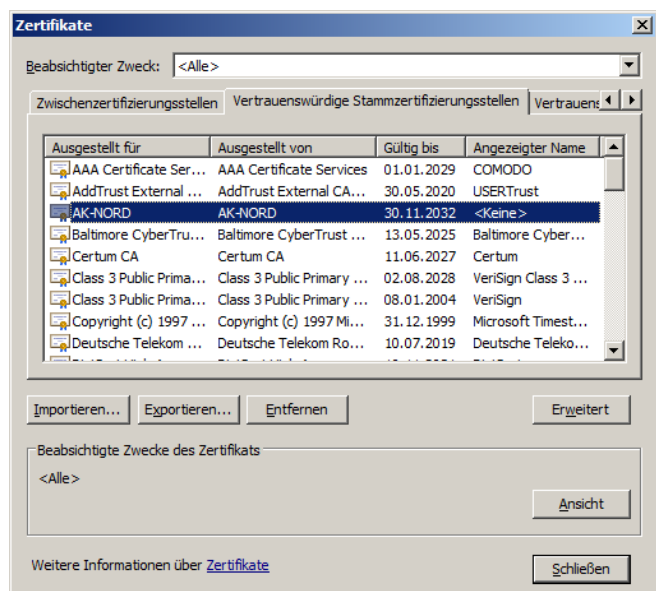 Zertifikate
Beabsichtigter Zweck: <Alle>
Zwischenzertifizierungsstellen Vertrauenswürdige Stammzertifizierungsstellen Vertrauens
Ausgestellt für Ausgestellt von Gültig bis Angezeigter Name
AAA Certificate Ser... AAA Certificate Services 01.01.2029 COMODO
AddTrust External ... AddTrust External CA... 30.05.2020 USERTrust
AK-NORD AK-NORD 30.11.2032 <Keine>
Baltimore CyberTru... Baltimore CyberTrust ... 13.05.2025 Baltimore Cyber...
Certum CA Certum CA 11.06.2027 Certum
Class 3 Public Prima... Class 3 Public Primary ... 02.08.2028 VeriSign Class 3 ...
Class 3 Public Prima... Class 3 Public Primary ... 08.01.2004 VeriSign
Copyright (c) 1997 ... Copyright (c) 1997 Mi... 31.12.1999 Microsoft Timest...
Deutsche Telekom ... Deutsche Telekom Ro... 10.07.2019 Deutsche Teleko...
Importieren... Exportieren... Entfernen Erweitert
Beabsichtigte Zwecke des Zertifikats
<Alle>
Ansicht
Weitere Informationen über Zertifikate
Schließen